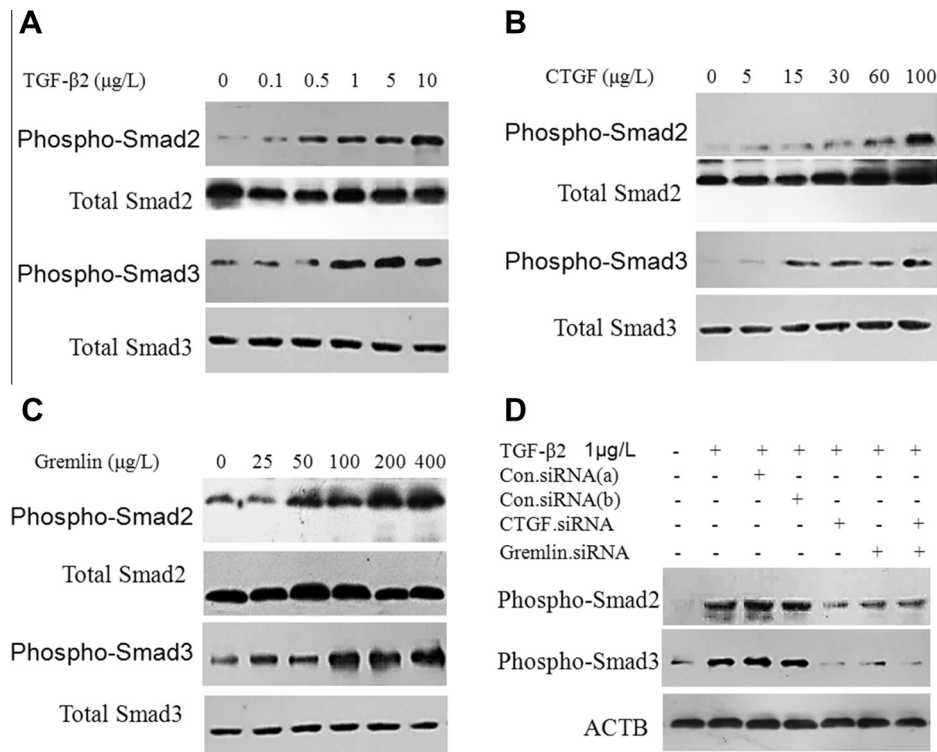 A
TGF-β2 (μg/L) 0 0.1 0.5 1 5 10
Phospho-Smad2
Total Smad2
Phospho-Smad3
Total Smad3
B
CTGF (μg/L) 0 5 15 30 60 100
Phospho-Smad2
Total Smad2
Phospho-Smad3
Total Smad3
C
Gremlin (μg/L) 0 25 50 100 200 400
Phospho-Smad2
Total Smad2
Phospho-Smad3
Total Smad3
D
TGF-β2 1μg/L - + + + + + +
Con.siRNA(a) - - + - - - -
Con.siRNA(b) - - - + - - -
CTGF.siRNA - - - - + - +
Gremlin.siRNA - - - - - + +
Phospho-Smad2
Phospho-Smad3
ACTB